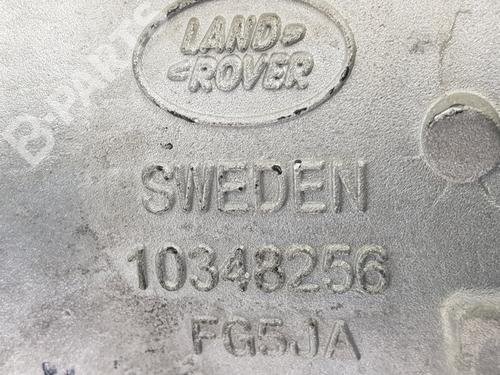 LAND
ROVER
B-PARTS
SWEDEN
10348256
FG5JA